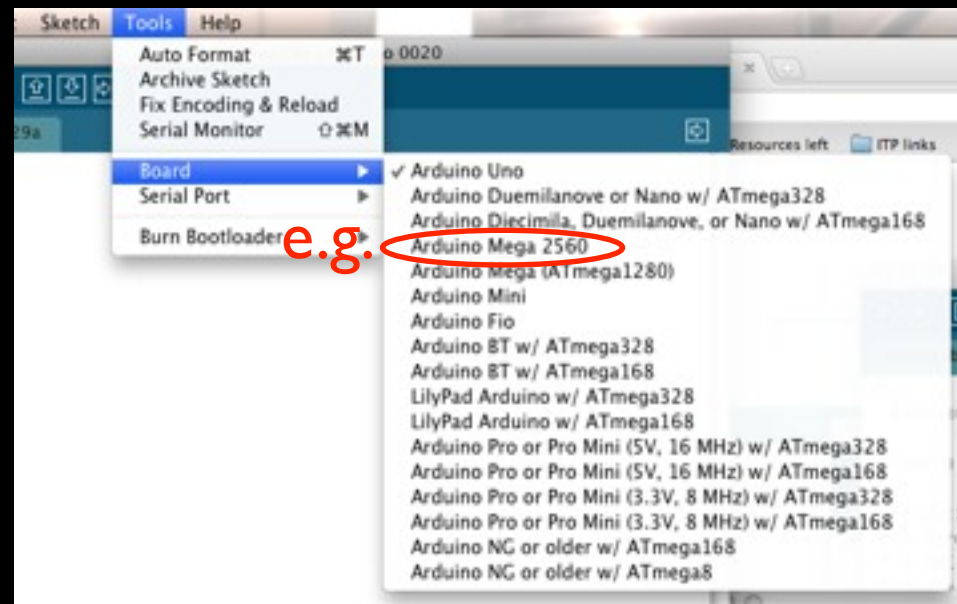 Sketch Tools Help
o 0020
Auto Format ⌘T
Archive Sketch
Fix Encoding & Reload
Serial Monitor ⇧⌘M
29a
Resources left ITP links
Board
Serial Port
Burn Bootloader
e.g.
✓ Arduino Uno
Arduino Duemilanove or Nano w/ ATmega328
Arduino Diecimila, Duemilanove, or Nano w/ ATmega168
Arduino Mega 2560
Arduino Mega (ATmega1280)
Arduino Mini
Arduino Fio
Arduino BT w/ ATmega328
Arduino BT w/ ATmega168
LilyPad Arduino w/ ATmega328
LilyPad Arduino w/ ATmega168
Arduino Pro or Pro Mini (5V, 16 MHz) w/ ATmega328
Arduino Pro or Pro Mini (5V, 16 MHz) w/ ATmega168
Arduino Pro or Pro Mini (3.3V, 8 MHz) w/ ATmega328
Arduino Pro or Pro Mini (3.3V, 8 MHz) w/ ATmega168
Arduino NG or older w/ ATmega168
Arduino NG or older w/ ATmega8